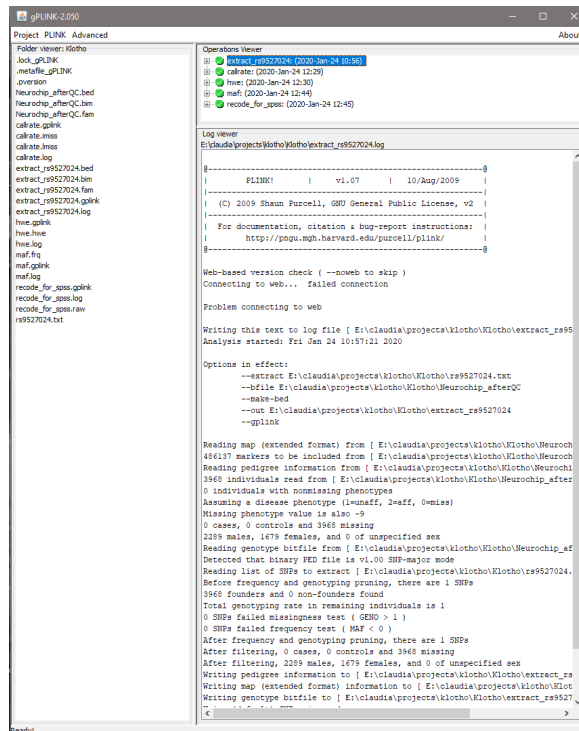 gPLINK-2.050
Project PLINK Advanced About
Folder viewer: Klotho
.lock_gPLINK
.metafile_gPLINK
.pversion
Neurochip_afterQC.bed
Neurochip_afterQC.bim
Neurochip_afterQC.fam
callrate.gplink
callrate.imiss
callrate.lmiss
callrate.log
extract_rs9527024.bed
extract_rs9527024.bim
extract_rs9527024.fam
extract_rs9527024.gplink
extract_rs9527024.log
hwe.gplink
hwe.hwe
hwe.log
maf.frq
maf.gplink
maf.log
recode_for_spss.gplink
recode_for_spss.log
recode_for_spss.raw
rs9527024.txt
Operations Viewer
extract_rs9527024: (2020-Jan-24 10:56)
callrate: (2020-Jan-24 12:29)
hwe: (2020-Jan-24 12:30)
maf: (2020-Jan-24 12:44)
recode_for_spss: (2020-Jan-24 12:45)
Log viewer
E:\claudia\projects\klotho\Klotho\extract_rs9527024.log
@----------------------------------------------------------@
| PLINK! | v1.07 | 10/Aug/2009 |
|----------------------------------------------------------|
| (C) 2009 Shaun Purcell, GNU General Public License, v2 |
|----------------------------------------------------------|
| For documentation, citation & bug-report instructions: |
| http://pngu.mgh.harvard.edu/purcell/plink/ |
@----------------------------------------------------------@
Web-based version check ( --noweb to skip )
Connecting to web... failed connection
Problem connecting to web
Writing this text to log file [ E:\claudia\projects\klotho\Klotho\extract_rs95
Analysis started: Fri Jan 24 10:57:21 2020
Options in effect:
--extract E:\claudia\projects\klotho\Klotho\rs9527024.txt
--bfile E:\claudia\projects\klotho\Klotho\Neurochip_afterQC
--make-bed
--out E:\claudia\projects\klotho\Klotho\extract_rs9527024
--gplink
Reading map (extended format) from [ E:\claudia\projects\klotho\Klotho\Neuroch
486137 markers to be included from [ E:\claudia\projects\klotho\Klotho\Neuroch
Reading pedigree information from [ E:\claudia\projects\klotho\Klotho\Neurochi
3968 individuals read from [ E:\claudia\projects\klotho\Klotho\Neurochip_after
0 individuals with nonmissing phenotypes
Assuming a disease phenotype (1=unaff, 2=aff, 0=miss)
Missing phenotype value is also -9
0 cases, 0 controls and 3968 missing
2289 males, 1679 females, and 0 of unspecified sex
Reading genotype bitfile from [ E:\claudia\projects\klotho\Klotho\Neurochip_af
Detected that binary PED file is v1.00 SNP-major mode
Reading list of SNPs to extract [ E:\claudia\projects\klotho\Klotho\rs9527024.
Before frequency and genotyping pruning, there are 1 SNPs
3968 founders and 0 non-founders found
Total genotyping rate in remaining individuals is 1
0 SNPs failed missingness test ( GENO > 1 )
0 SNPs failed frequency test ( MAF < 0 )
After frequency and genotyping pruning, there are 1 SNPs
After filtering, 0 cases, 0 controls and 3968 missing
After filtering, 2289 males, 1679 females, and 0 of unspecified sex
Writing pedigree information to [ E:\claudia\projects\klotho\Klotho\extract_rs
Writing map (extended format) information to [ E:\claudia\projects\klotho\Klot
Writing genotype bitfile to [ E:\claudia\projects\klotho\Klotho\extract_rs9527